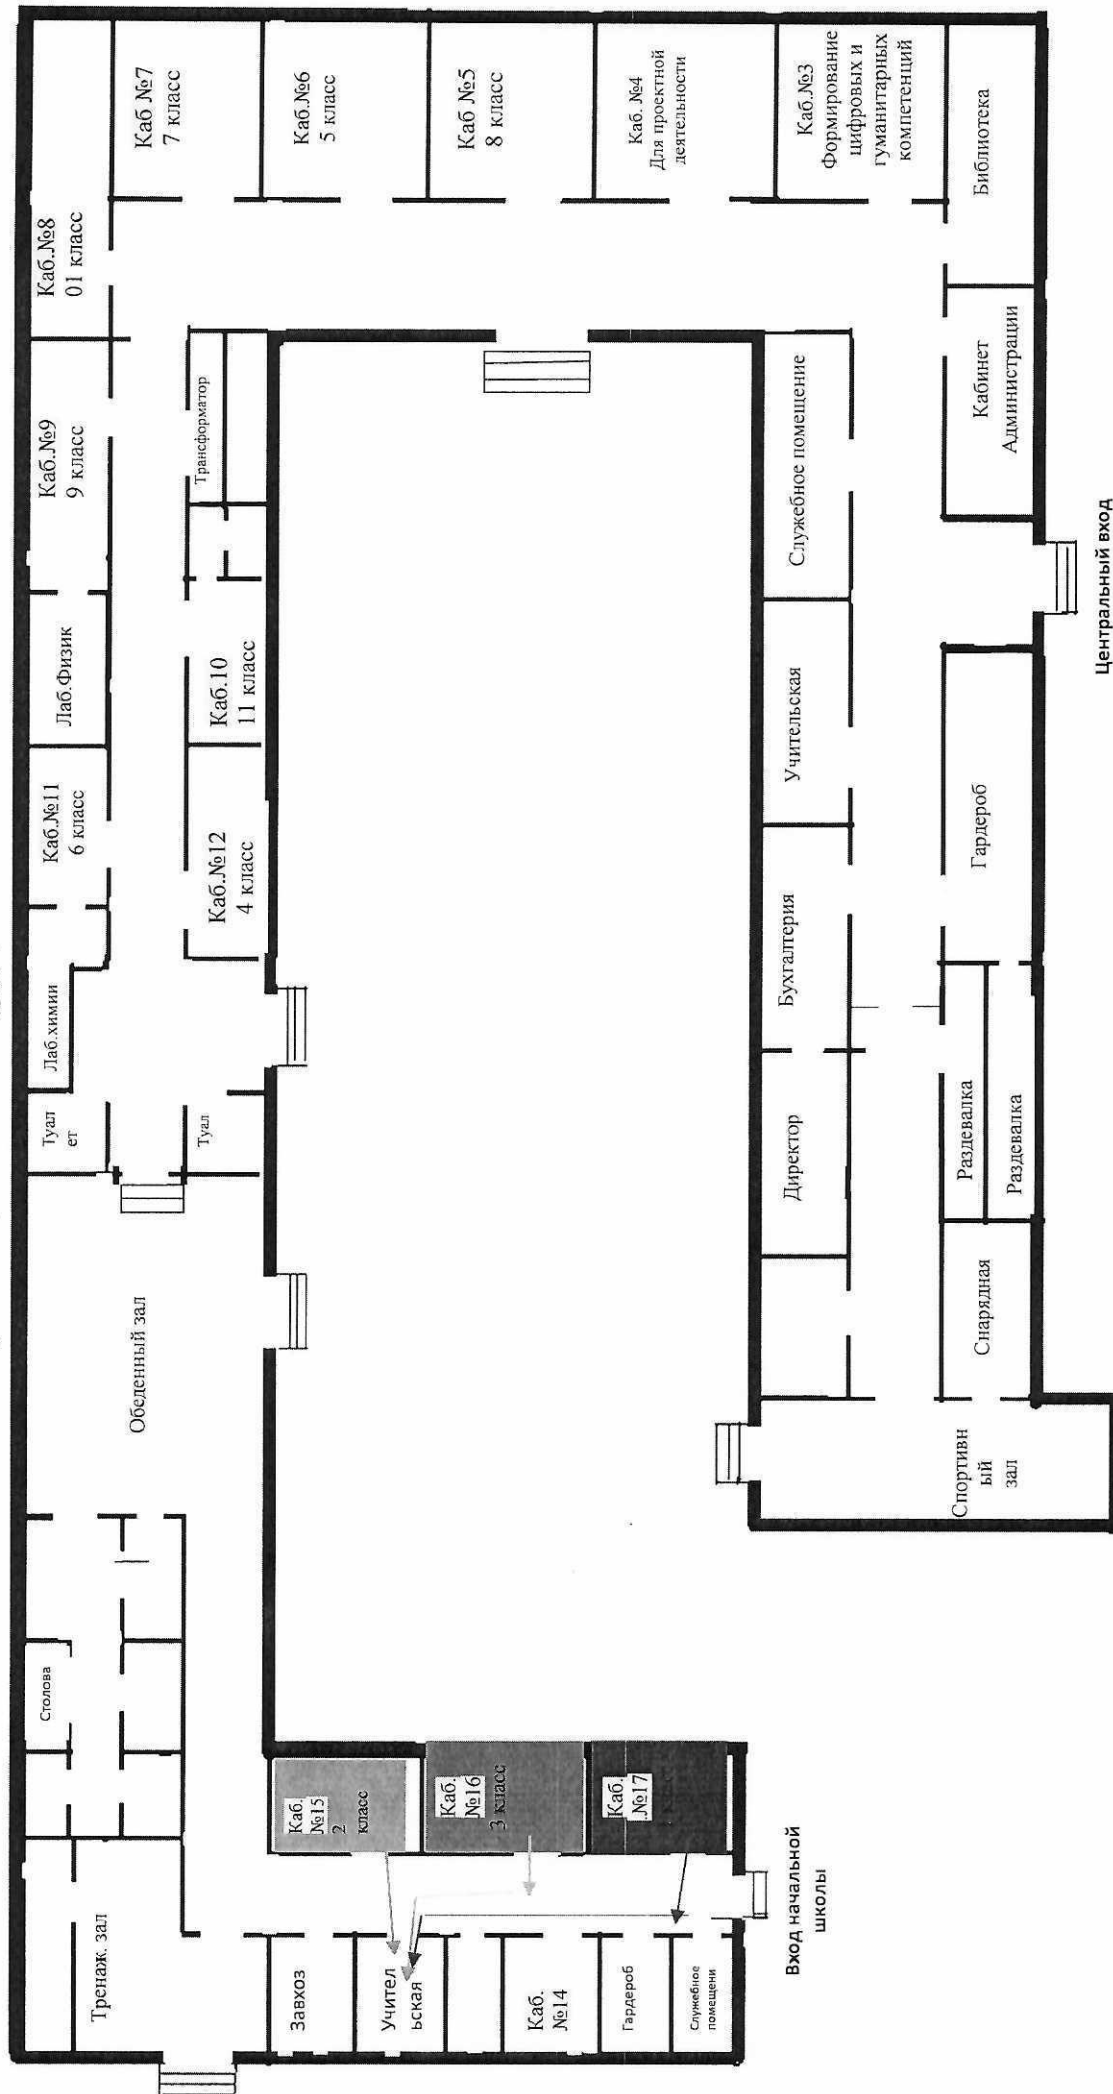 Каб.№8
01 класс
Каб №7
7 класс
Каб.№6
5 класс
Каб №5
8 класс
Каб. №4
Для проектной
деятельности
Каб.№3
Формирование
цифровых и
гуманитарных
компетенций
Библиотека
Кабинет
Администрации
Каб.№9
9 класс
Лаб.Физик
Каб.№11
6 класс
Лаб.химии
Туал
ет
Трансформатор
Каб.10
11 класс
Каб.№12
4 класс
Туал
Обеденный зал
Столова
Тренаж. зал
Завхоз
Учител
ьская
Каб.
№14
Гардероб
Служебное
помещени
Каб.
№15
2
класс
Каб.
№16
3 класс
Каб.
.№17
Вход начальной
школы
Служебное помещение
Учительская
Бухгалтерия
Директор
Гардероб
Раздевалка
Раздевалка
Снарядная
Спортивн
ый
зал
Центральный вход